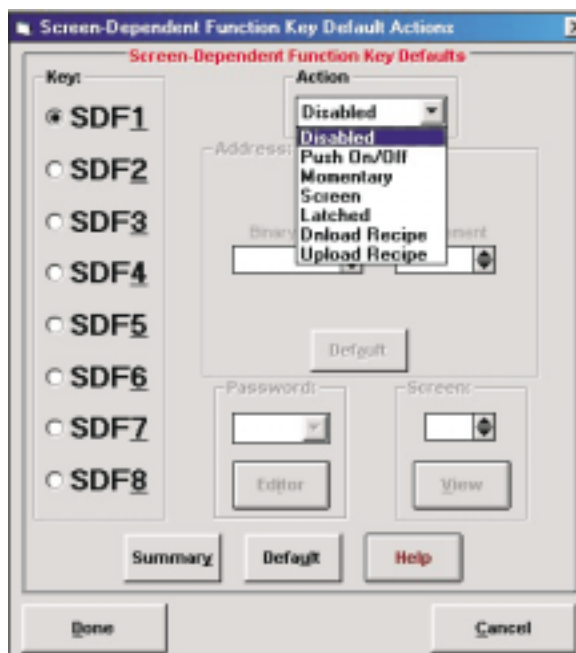 Screen-Dependent Function Key Default Actions
Screen-Dependent Function Key Defaults
Key:
SDF1
SDF2
SDF3
SDF4
SDF5
SDF6
SDF7
SDF8
Action
Disabled
Disabled
Push On/Off
Momentary
Screen
Latched
Dnload Recipe
Upload Recipe
Address:
Binary
Default
Password:
Editor
Screen:
View
Summary
Default
Help
Done
Cancel